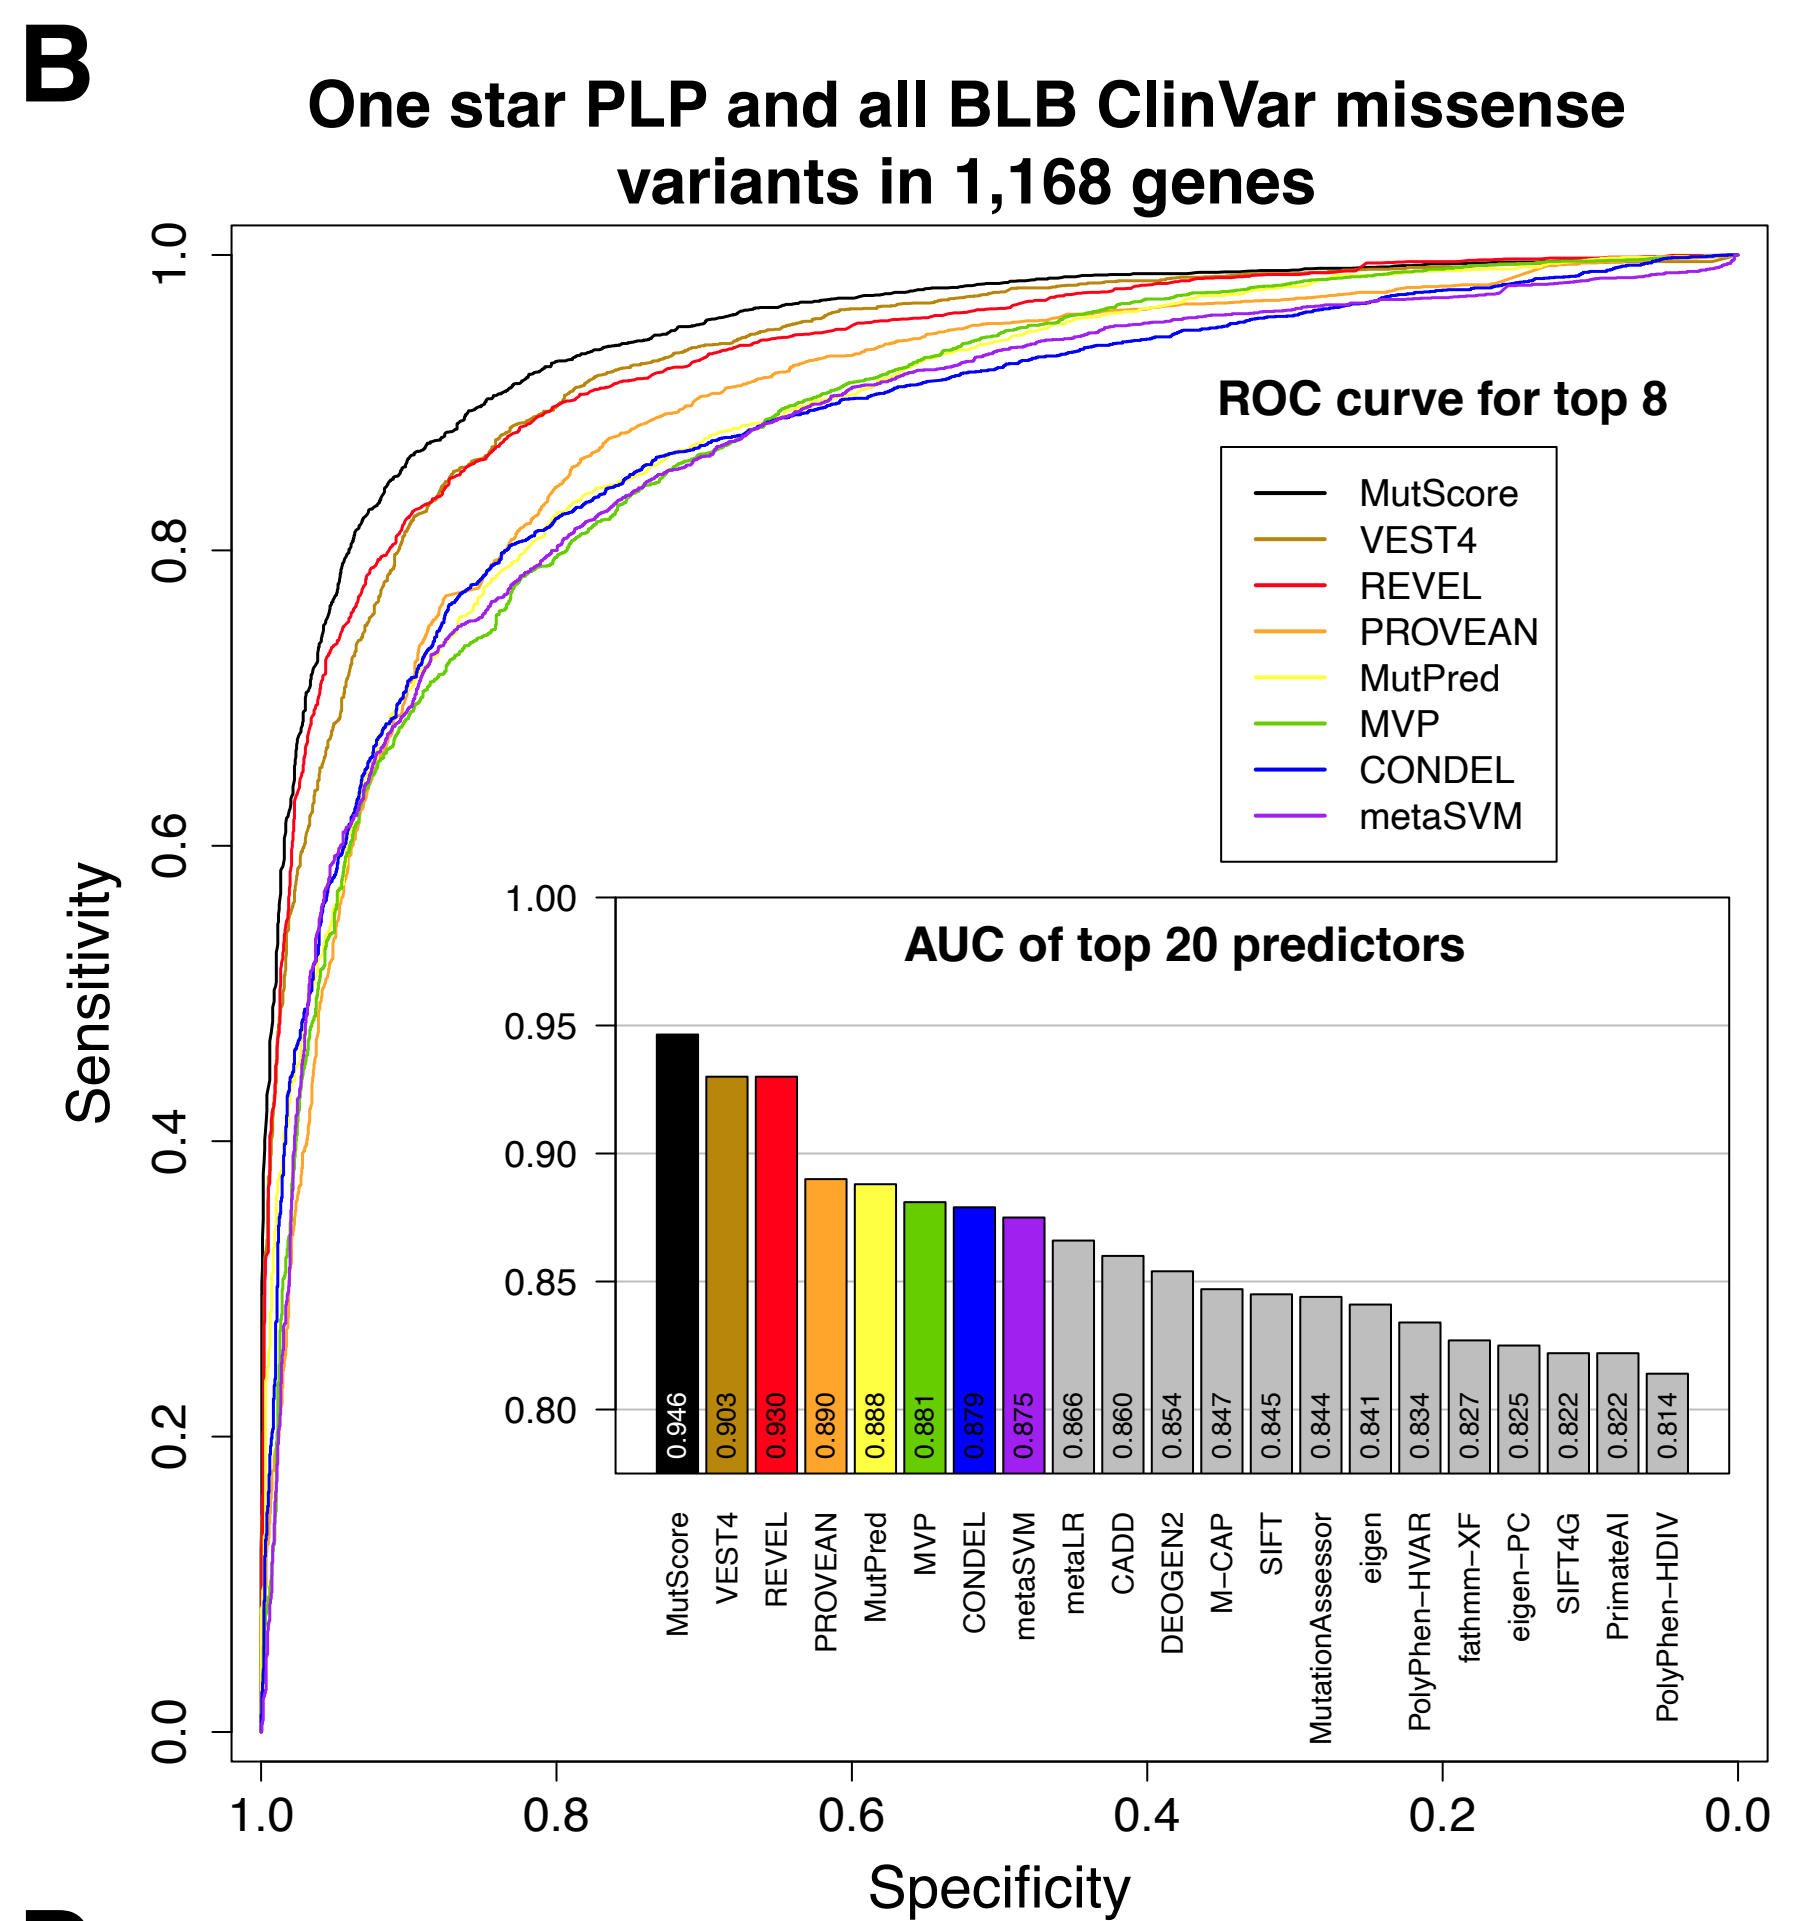 B
One star PLP and all BLB ClinVar missense
variants in 1,168 genes
Sensitivity
1.0
0.8
0.6
0.4
0.2
0.0
ROC curve for top 8
MutScore
VEST4
REVEL
PROVEAN
MutPred
MVP
CONDEL
metaSVM
AUC of top 20 predictors
1.00
0.95
0.90
0.85
0.80
0.946
0.903
0.930
0.890
0.888
0.881
0.879
0.875
0.866
0.860
0.854
0.847
0.845
0.844
0.841
0.834
0.827
0.825
0.822
0.822
0.814
MutScore
VEST4
REVEL
PROVEAN
MutPred
MVP
CONDEL
metaSVM
metaLR
CADD
DEOGEN2
M−CAP
SIFT
MutationAssessor
eigen
PolyPhen−HVAR
fathmm−XF
eigen−PC
SIFT4G
PrimateAI
PolyPhen−HDIV
1.0 0.8 0.6 0.4 0.2 0.0
Specificity